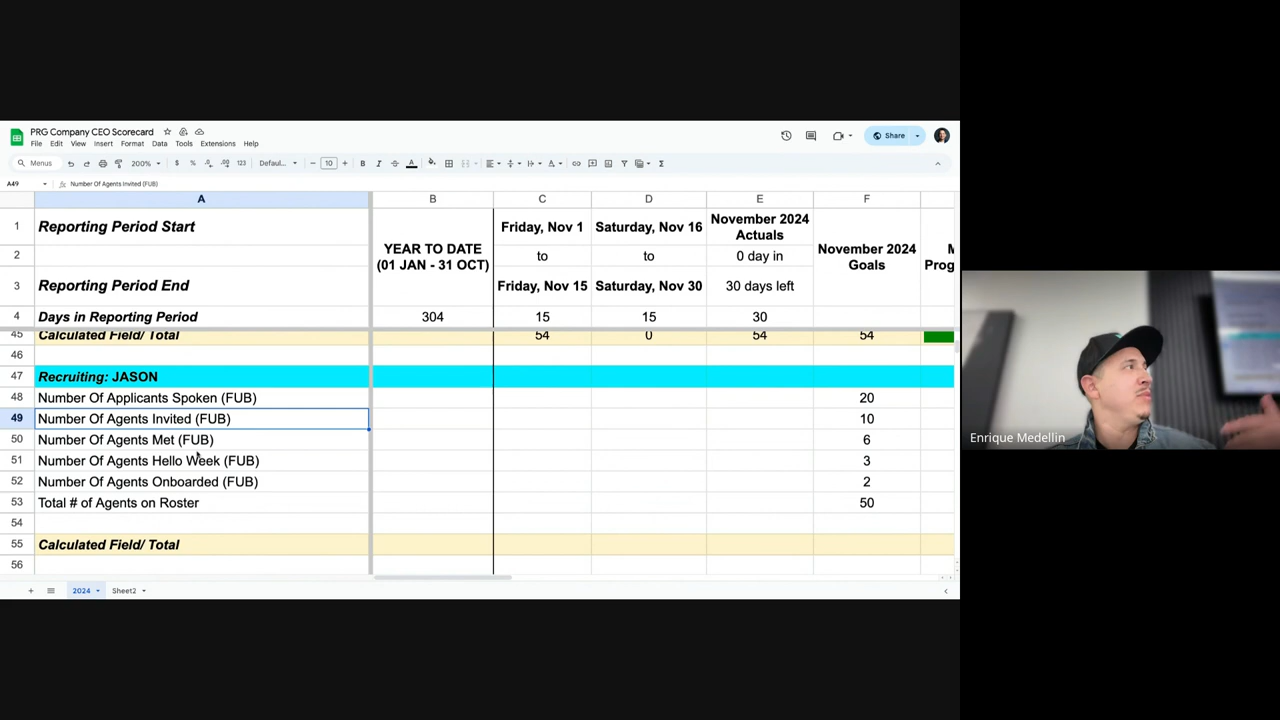 PRG Company CEO Scorecard
File Edit View Insert Format Data Tools Extensions Help
Share
Menus 200% $ % .0 .00 123 Defaul... 10 B I A
A49 fx Number Of Agents Invited (FUB)
A B C D E F
1 Reporting Period Start YEAR TO DATE (01 JAN - 31 OCT) Friday, Nov 1 Saturday, Nov 16 November 2024 Actuals November 2024 Goals
2 to to 0 day in
3 Reporting Period End Friday, Nov 15 Saturday, Nov 30 30 days left
4 Days in Reporting Period 304 15 15 30
45 Calculated Field/ Total 54 0 54 54
46
47 Recruiting: JASON
48 Number Of Applicants Spoken (FUB) 20
49 Number Of Agents Invited (FUB) 10
50 Number Of Agents Met (FUB) 6
51 Number Of Agents Hello Week (FUB) 3
52 Number Of Agents Onboarded (FUB) 2
53 Total # of Agents on Roster 50
54
55 Calculated Field/ Total
56
2024 Sheet2
Enrique Medellin